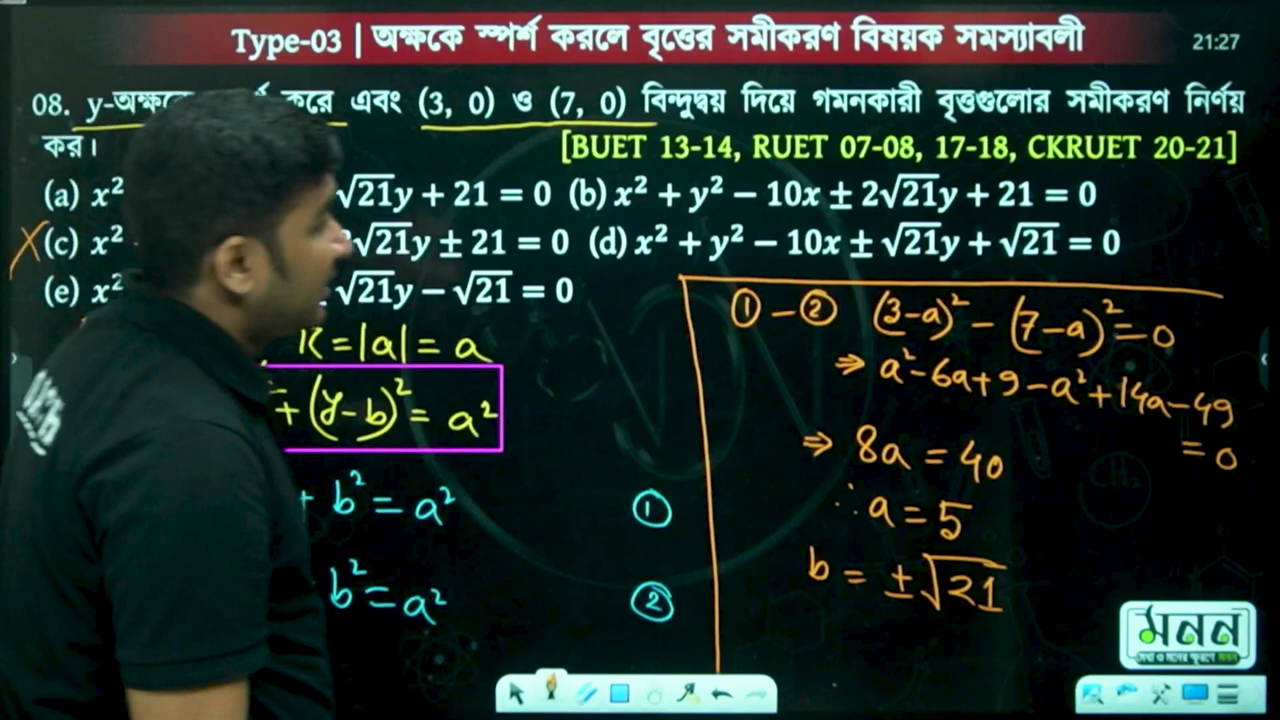 Type-03 | অক্ষকে স্পর্শ করলে বৃত্তের সমীকরণ বিষয়ক সমস্যাবলী
21:27
08. y-অক্ষকে করে এবং (3, 0) ও (7, 0) বিন্দুদ্বয় দিয়ে গমনকারী বৃত্তগুলোর সমীকরণ নির্ণয়
কর।
[BUET 13-14, RUET 07-08, 17-18, CKRUET 20-21]
(a) x² √21y + 21 = 0 (b) x² + y² − 10x ± 2√21y + 21 = 0
(c) x² √21y ± 21 = 0 (d) x² + y² − 10x ± √21y + √21 = 0
(e) x² √21y − √21 = 0
= |a| = a
+ (y-b)² = a²
+ b² = a² ①
b² = a² ②
① - ② (3-a)² - (7-a)² = 0
⇒ a² - 6a + 9 - a² + 14a - 49
= 0
⇒ 8a = 40
∴ a = 5
b = ±√21
মনন